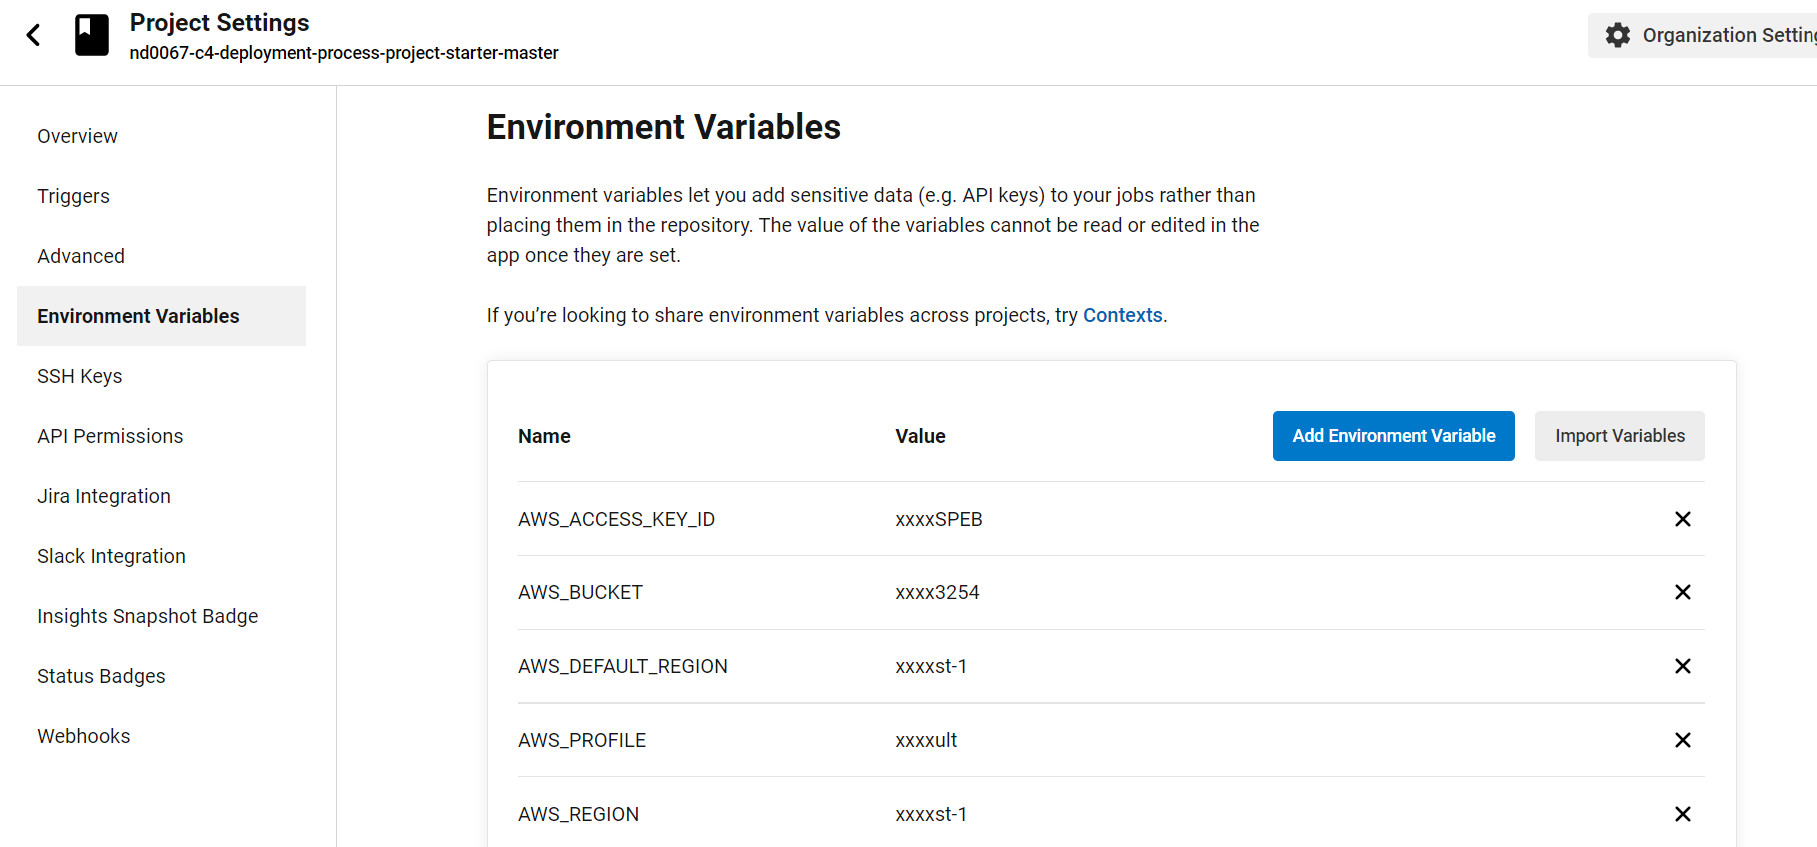 Project Settings
nd0067-c4-deployment-process-project-starter-master
Organization Setting
Overview
Triggers
Advanced
Environment Variables
SSH Keys
API Permissions
Jira Integration
Slack Integration
Insights Snapshot Badge
Status Badges
Webhooks
Environment Variables
Environment variables let you add sensitive data (e.g. API keys) to your jobs rather than
placing them in the repository. The value of the variables cannot be read or edited in the
app once they are set.
If you’re looking to share environment variables across projects, try Contexts.
Name Value Add Environment Variable Import Variables
AWS_ACCESS_KEY_ID xxxxSPEB
AWS_BUCKET xxxx3254
AWS_DEFAULT_REGION xxxxst-1
AWS_PROFILE xxxxult
AWS_REGION xxxxst-1